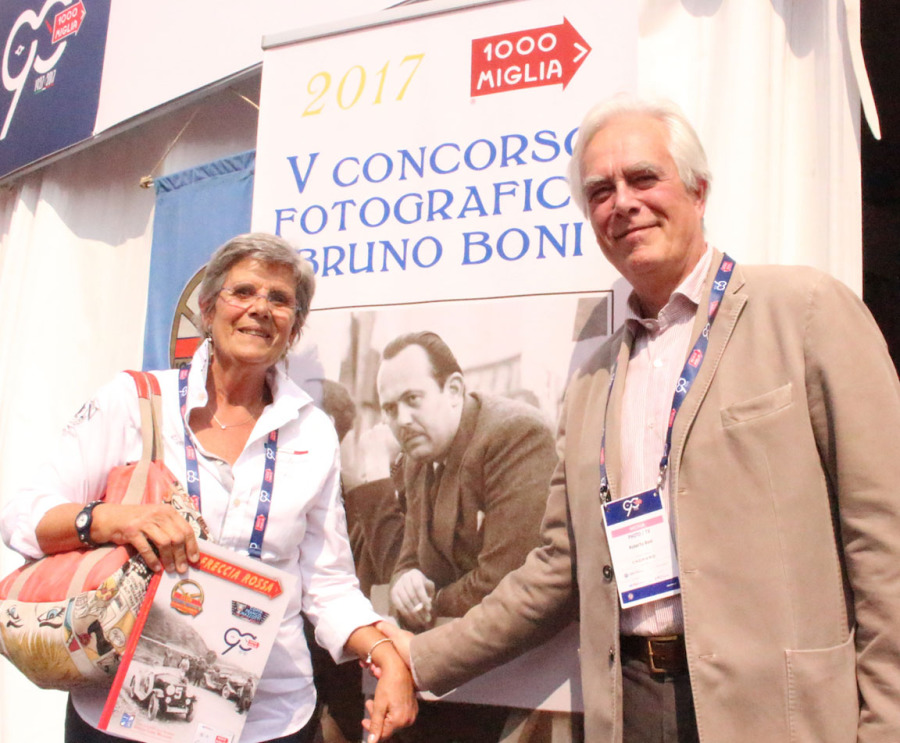 1000
MIGLIA
2017
1000
MIGLIA
V CONCORSO
FOTOGRAFICO
BRUNO BONI
FRECCIA ROSSA